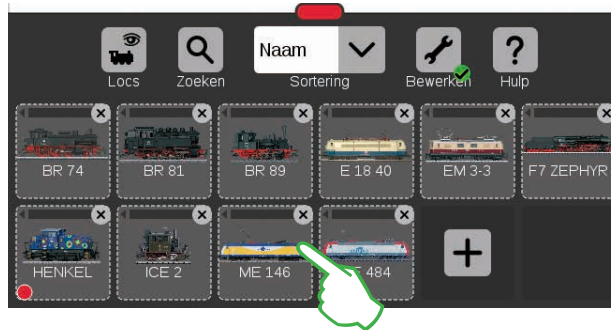 Naam
Locs Zoeken Sortering Bewerken Hulp
BR 74 BR 81 BR 89 E 18 40 EM 3-3 F7 ZEPHYR
HENKEL ICE 2 ME 146 484